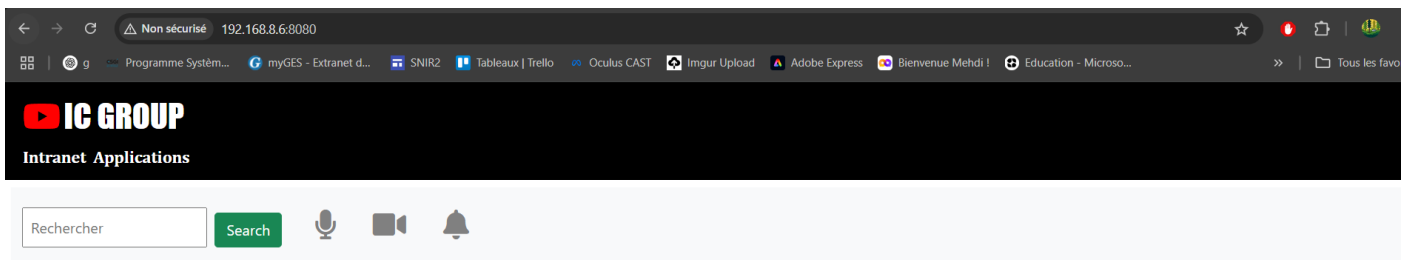 Non sécurisé 192.168.8.6:8080
g Programme Systèm... myGES - Extranet d... SNIR2 Tableaux | Trello Oculus CAST Imgur Upload Adobe Express Bienvenue Mehdi ! Education - Microso... » Tous les favo
IC GROUP
Intranet Applications
Rechercher Search